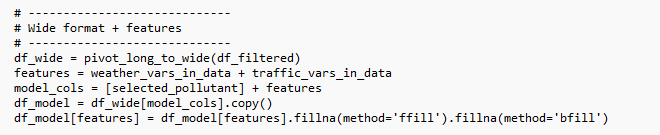 # ------------------------------
# Wide format + features
# ------------------------------
df_wide = pivot_long_to_wide(df_filtered)
features = weather_vars_in_data + traffic_vars_in_data
model_cols = [selected_pollutant] + features
df_model = df_wide[model_cols].copy()
df_model[features] = df_model[features].fillna(method='ffill').fillna(method='bfill')